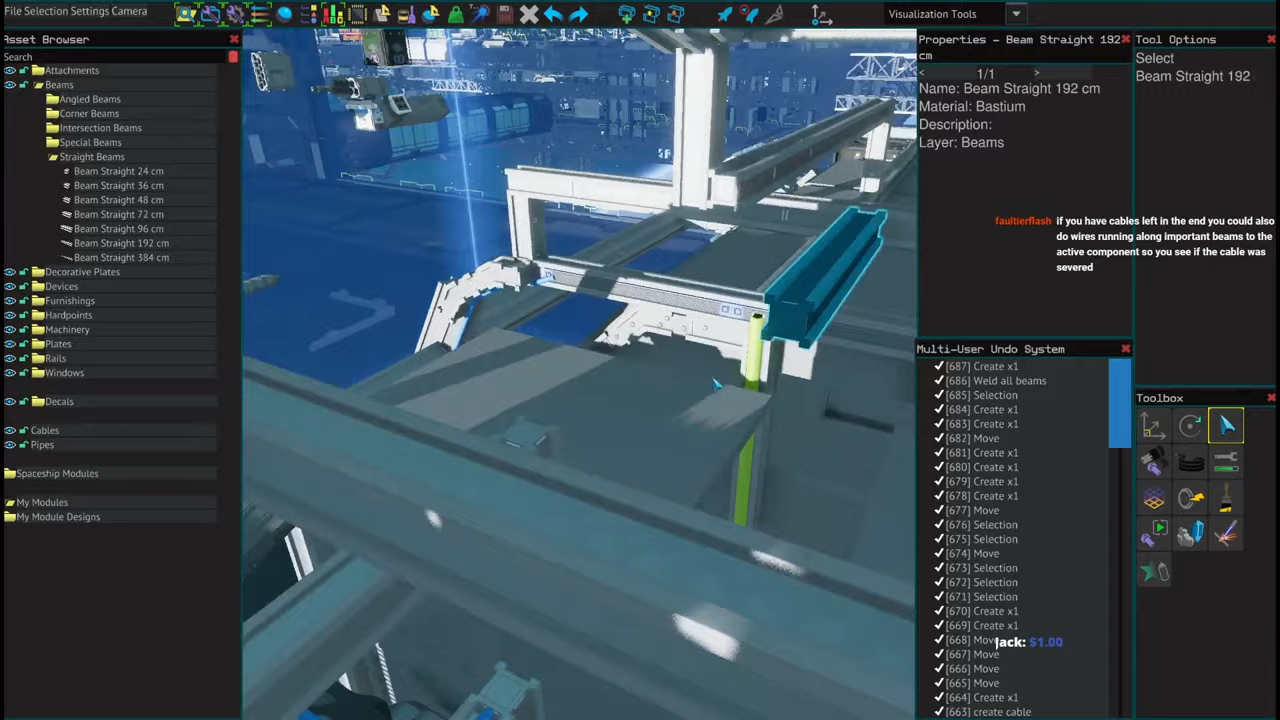 File Selection Settings Camera
Visualization Tools
Asset Browser
Search
Attachments
Beams
Angled Beams
Corner Beams
Intersection Beams
Special Beams
Straight Beams
Beam Straight 24 cm
Beam Straight 36 cm
Beam Straight 48 cm
Beam Straight 72 cm
Beam Straight 96 cm
Beam Straight 192 cm
Beam Straight 384 cm
Decorative Plates
Devices
Furnishings
Hardpoints
Machinery
Plates
Rails
Windows
Decals
Cables
Pipes
Spaceship Modules
My Modules
My Module Designs
Properties - Beam Straight 192
cm
< 1/1 >
Name: Beam Straight 192 cm
Material: Bastium
Description:
Layer: Beams
Tool Options
Select
Beam Straight 192
faultierflash if you have cables left in the end you could also
do wires running along important beams to the
active component so you see if the cable was
severed
Multi-User Undo System
[687] Create x1
[686] Weld all beams
[685] Selection
[684] Create x1
[683] Create x1
[682] Move
[681] Create x1
[680] Create x1
[679] Create x1
[678] Create x1
[677] Move
[676] Selection
[675] Selection
[674] Move
[673] Selection
[672] Selection
[671] Selection
[670] Create x1
[669] Create x1
[668] Move
[667] Move
[666] Move
[665] Move
[664] Create x1
[663] create cable
Jack: $1.00
Toolbox